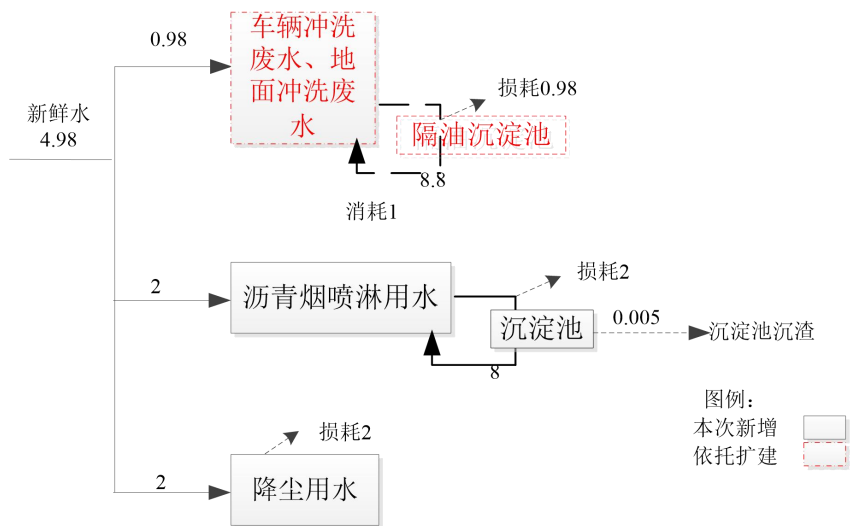 0.98
车辆冲洗
废水、地
面冲洗废
水
损耗0.98
隔油沉淀池
新鲜水
4.98
8.8
消耗1
损耗2
2
沥青烟喷淋用水
沉淀池
0.005
沉淀池沉渣
8
图例：
本次新增
依托扩建
损耗2
2
降尘用水